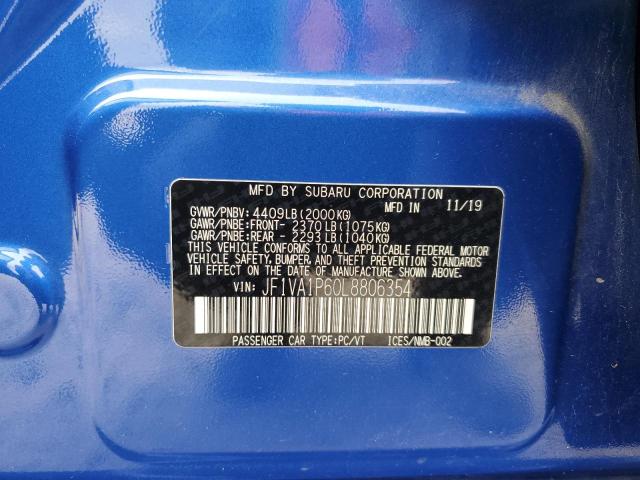 MFD BY SUBARU CORPORATION
MFD IN 11/19
GVWR/PNBV: 4409LB(2000KG)
GAWR/PNBE:FRONT- 2370LB(1075KG)
GAWR/PNBE:REAR - 2293LB(1040KG)
THIS VEHICLE CONFORMS TO ALL APPLICABLE FEDERAL MOTOR
VEHICLE SAFETY, BUMPER, AND THEFT PREVENTION STANDARDS
IN EFFECT ON THE DATE OF MANUFACTURE SHOWN ABOVE.
VIN: JF1VA1P60L8806354
PASSENGER CAR TYPE:PC/VT ICES/NMB-002